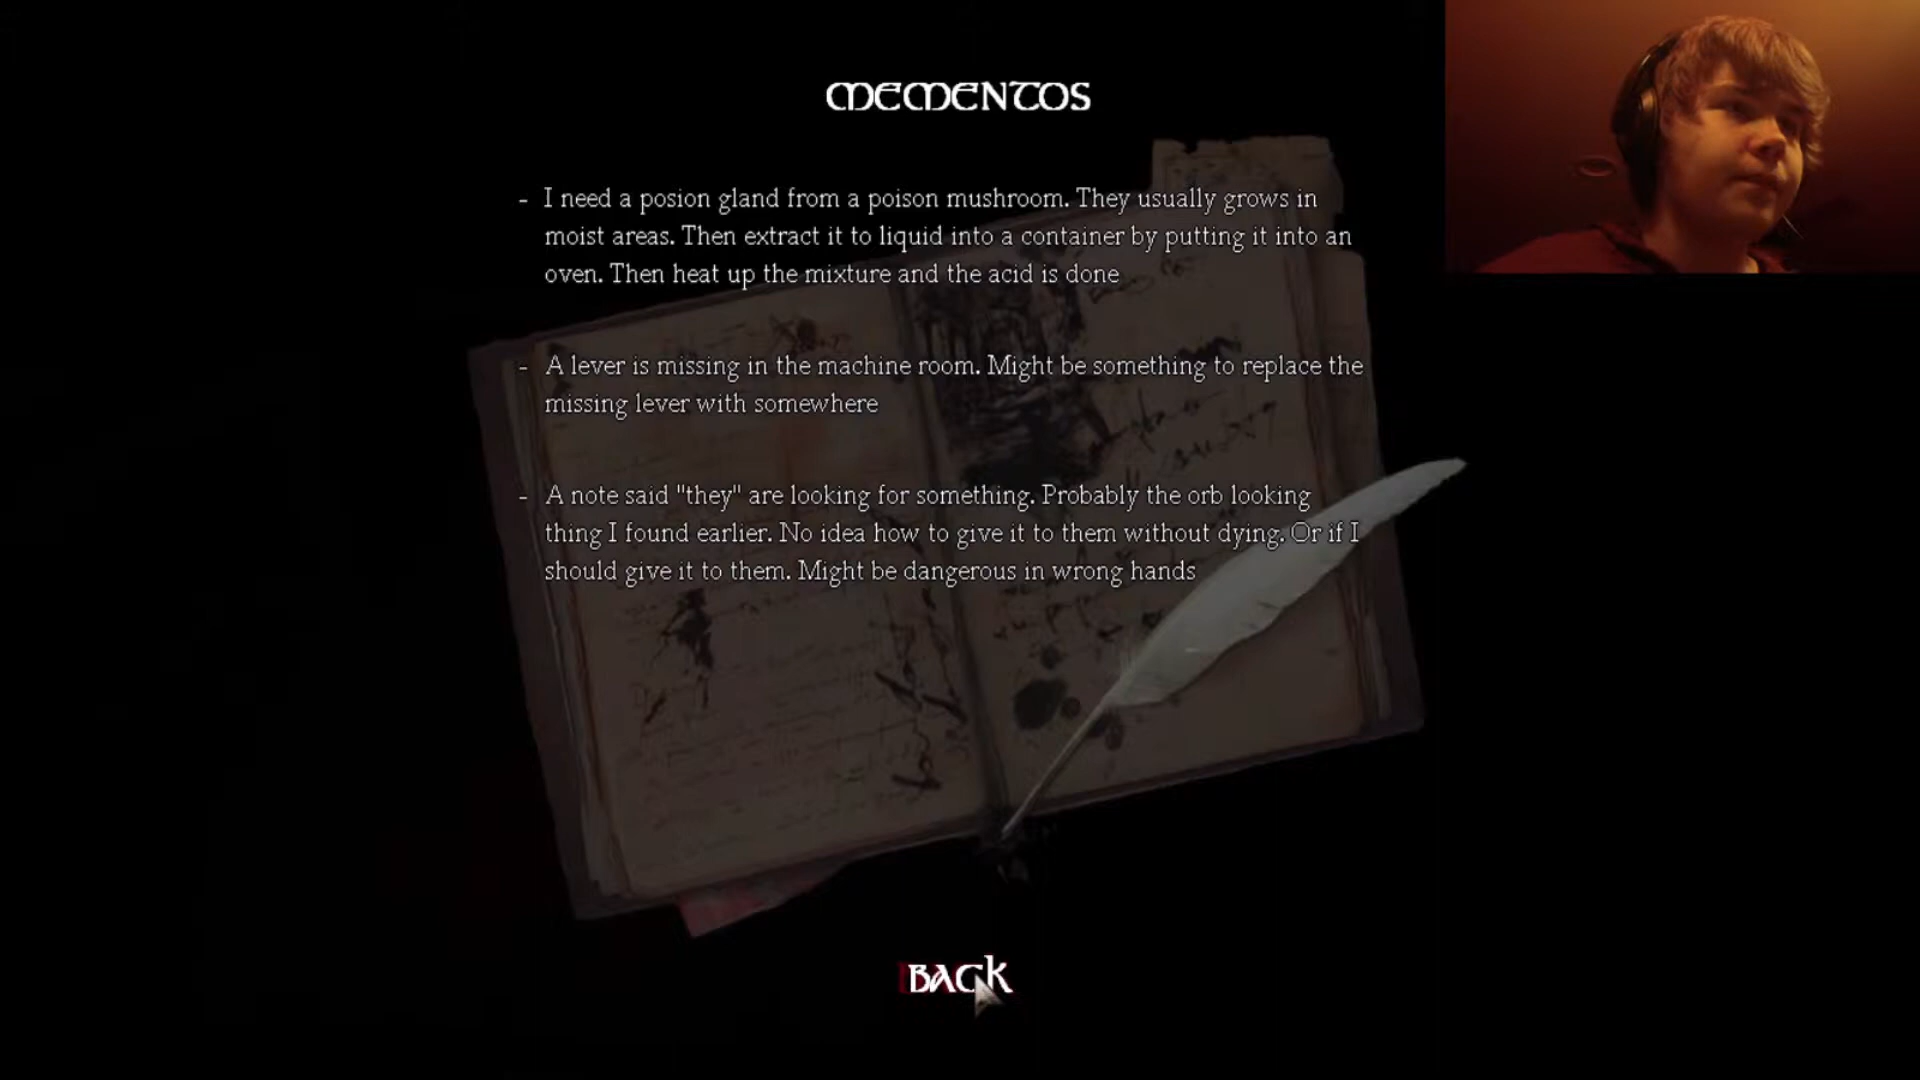 MEMENTOS
- I need a posion gland from a poison mushroom. They usually grows in
moist areas. Then extract it to liquid into a container by putting it into an
oven. Then heat up the mixture and the acid is done
- A lever is missing in the machine room. Might be something to replace the
missing lever with somewhere
- A note said "they" are looking for something. Probably the orb looking
thing I found earlier. No idea how to give it to them without dying. Or if I
should give it to them. Might be dangerous in wrong hands
BACK